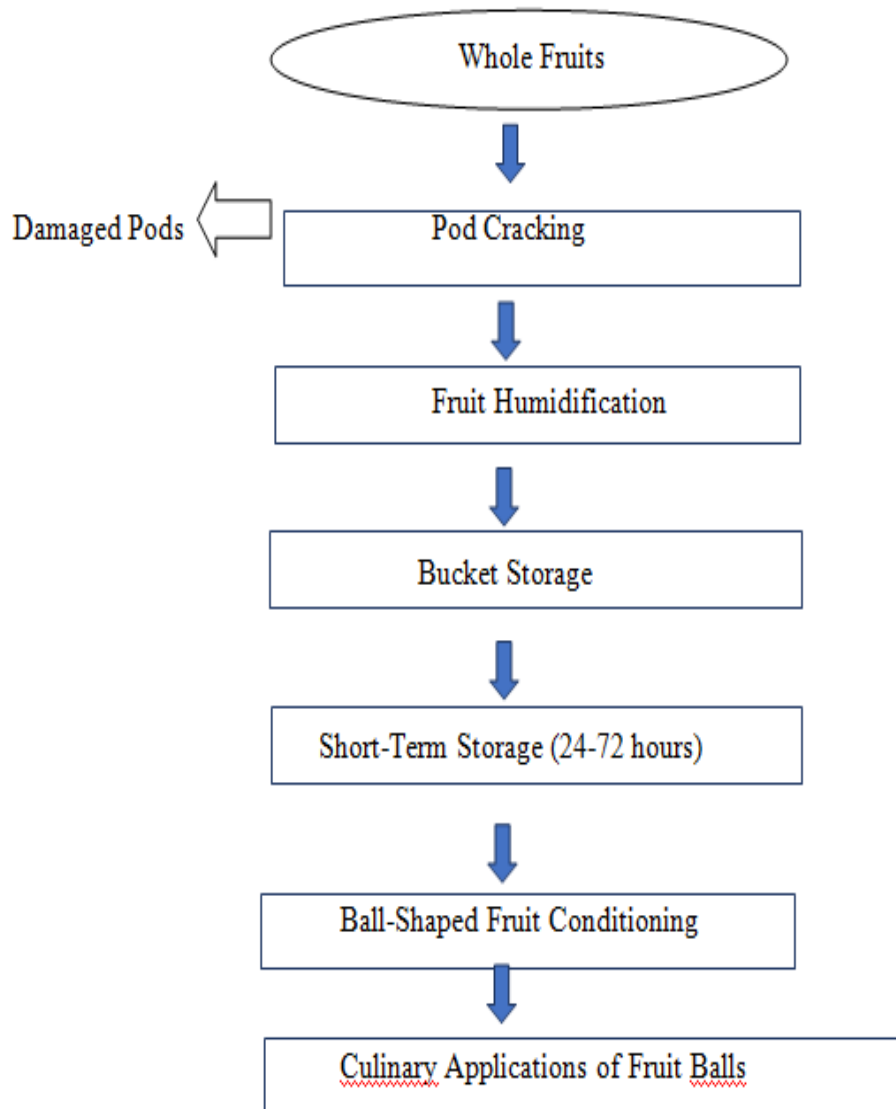 Whole Fruits
Damaged Pods
Pod Cracking
Fruit Humidification
Bucket Storage
Short-Term Storage (24-72 hours)
Ball-Shaped Fruit Conditioning
Culinary Applications of Fruit Balls